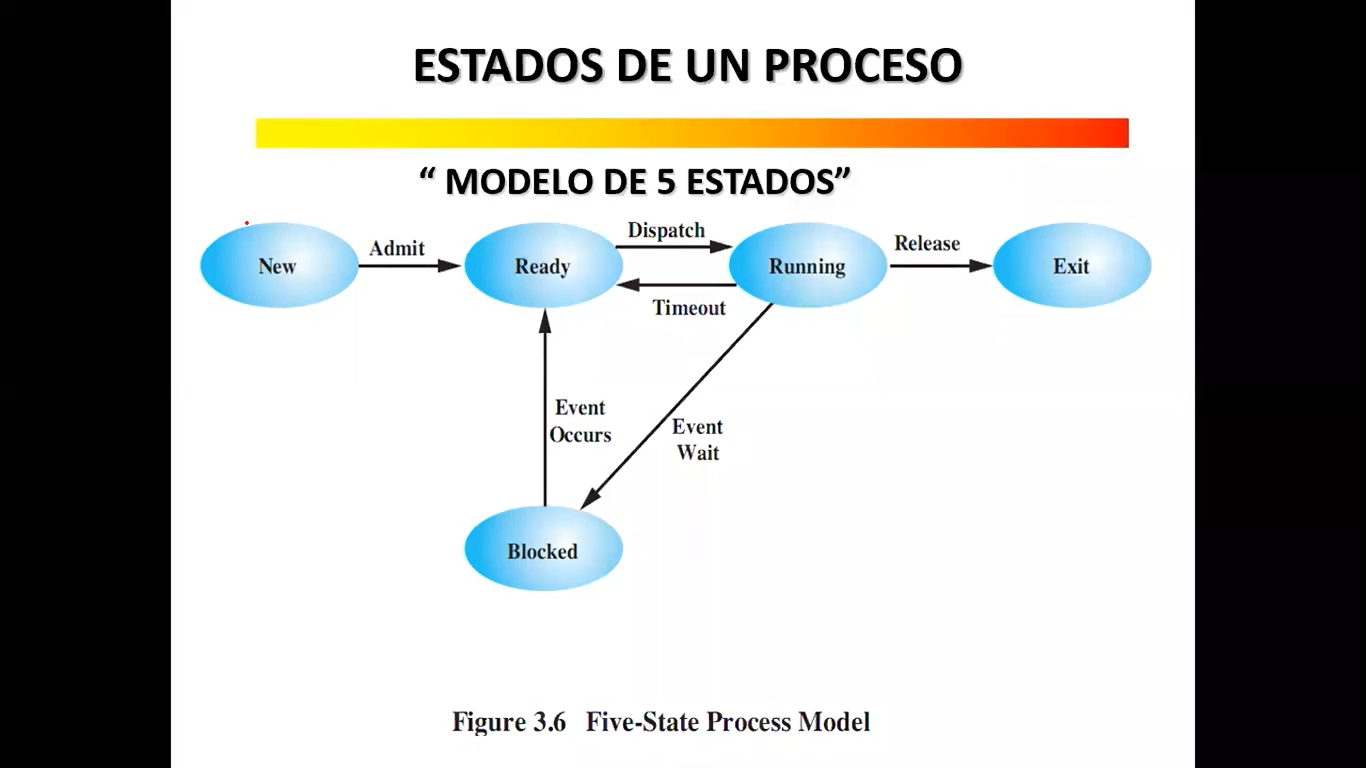 ESTADOS DE UN PROCESO
“ MODELO DE 5 ESTADOS”
New
Admit
Ready
Dispatch
Timeout
Running
Release
Exit
Event
Occurs
Event
Wait
Blocked
Figure 3.6 Five-State Process Model